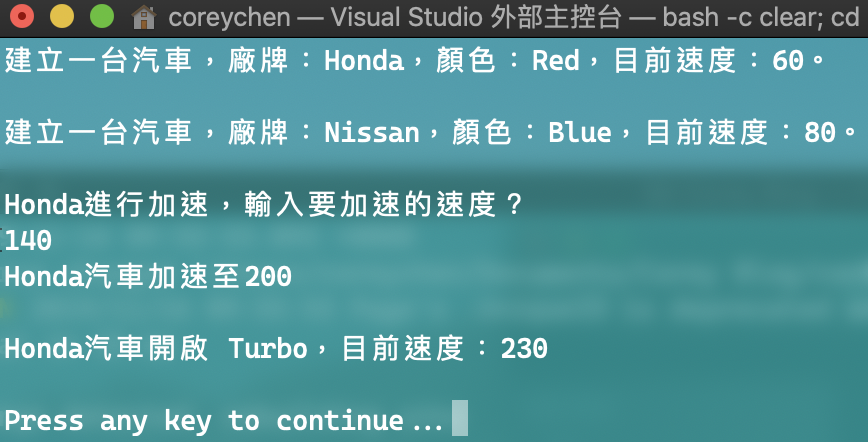 coreychen — Visual Studio 外部主控台 — bash -c clear; cd
建立一台汽車，廠牌：Honda，顏色：Red，目前速度：60。
建立一台汽車，廠牌：Nissan，顏色：Blue，目前速度：80。
Honda進行加速，輸入要加速的速度？
140
Honda汽車加速至200
Honda汽車開啟 Turbo，目前速度：230
Press any key to continue...